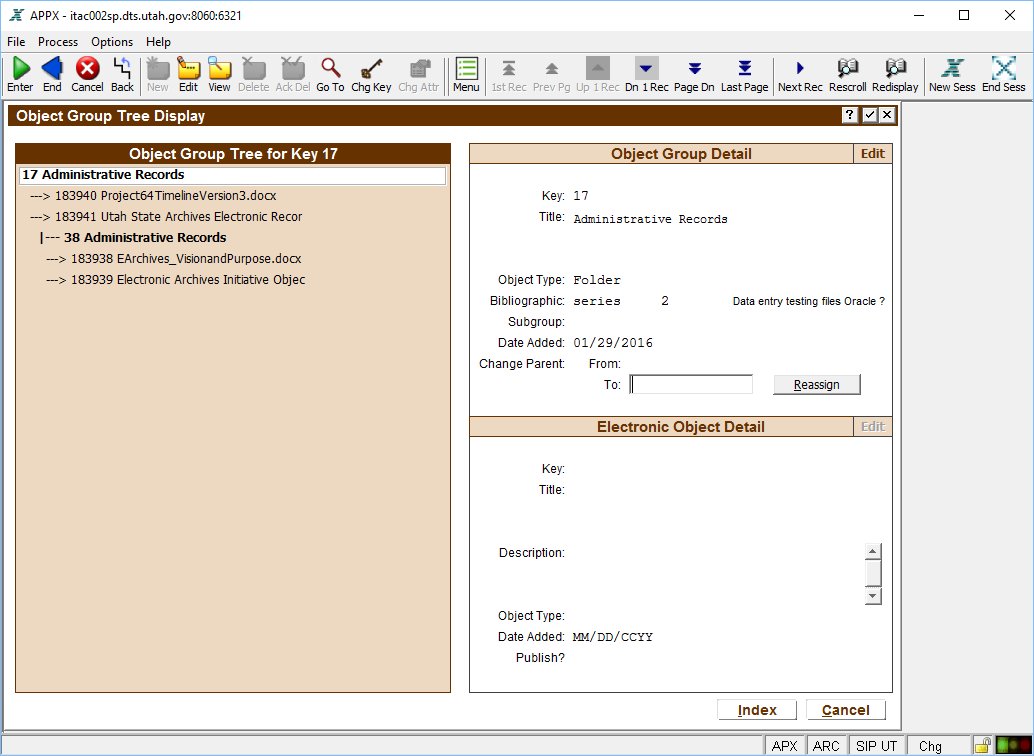 APPX - itac002sp.dts.utah.gov:8060:6321
File Process Options Help
Enter End Cancel Back New Edit View Delete Ack Del Go To Chg Key Chg Attr Menu 1st Rec Prev Pg Up 1 Rec Dn 1 Rec Page Dn Last Page Next Rec Rescroll Redisplay New Sess End Sess
Object Group Tree Display
?
Object Group Tree for Key 17
17 Administrative Records
---> 183940 Project64TimelineVersion3.docx
---> 183941 Utah State Archives Electronic Recor
|--- 38 Administrative Records
---> 183938 EArchives_VisionandPurpose.docx
---> 183939 Electronic Archives Initiative Objec
Object Group Detail Edit
Key: 17
Title: Administrative Records
Object Type: Folder
Bibliographic: series 2 Data entry testing files Oracle ?
Subgroup:
Date Added: 01/29/2016
Change Parent: From:
To: Reassign
Electronic Object Detail Edit
Key:
Title:
Description:
Object Type:
Date Added: MM/DD/CCYY
Publish?
Index Cancel
APX ARC SIP UT Chg